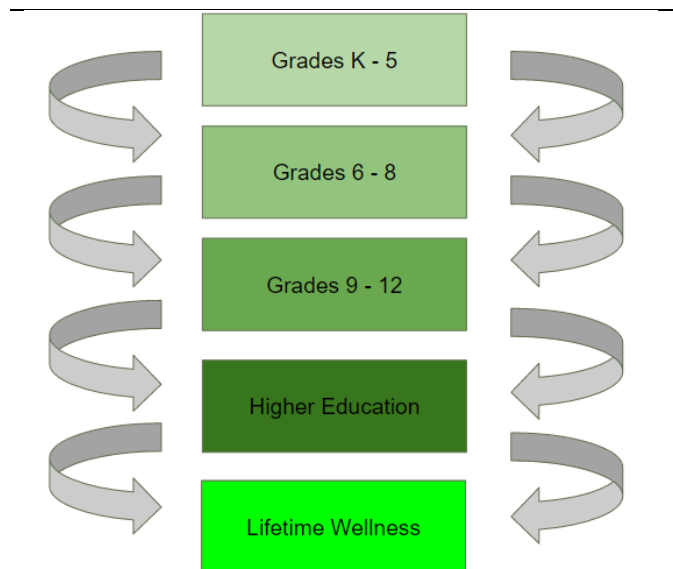 Grades K - 5
Grades 6 - 8
Grades 9 - 12
Higher Education
Lifetime Wellness